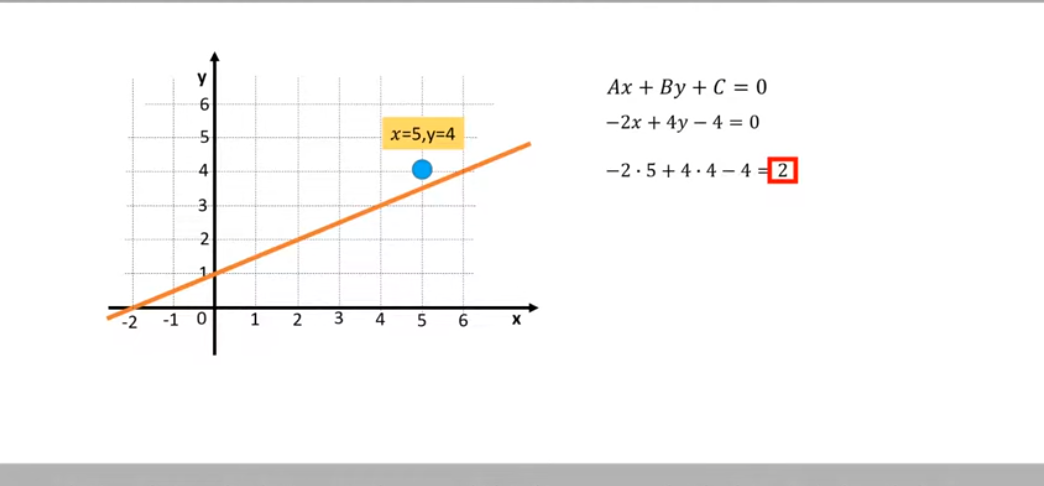 y
6
5
4
3
2
1
-2 -1 0 1 2 3 4 5 6 x
x=5,y=4
Ax + By + C = 0
−2x + 4y − 4 = 0
−2 · 5 + 4 · 4 − 4 = 2